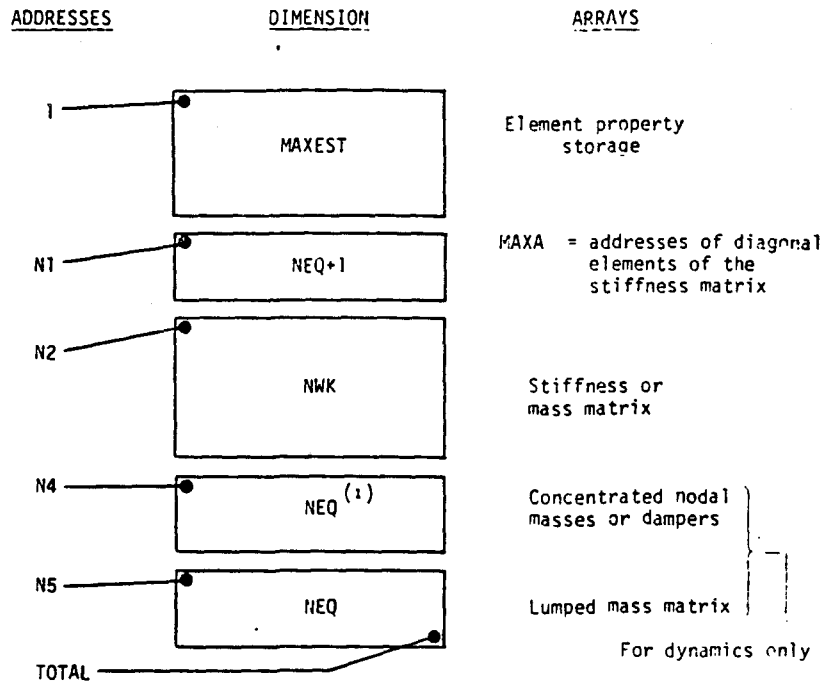 ADDRESSES DIMENSION ARRAYS
1 MAXEST Element property
storage
N1 NEQ+1 MAXA = addresses of diagonal
elements of the
stiffness matrix
N2 NWK Stiffness or
mass matrix
N4 NEQ (1) Concentrated nodal
masses or dampers
N5 NEQ Lumped mass matrix
For dynamics only
TOTAL